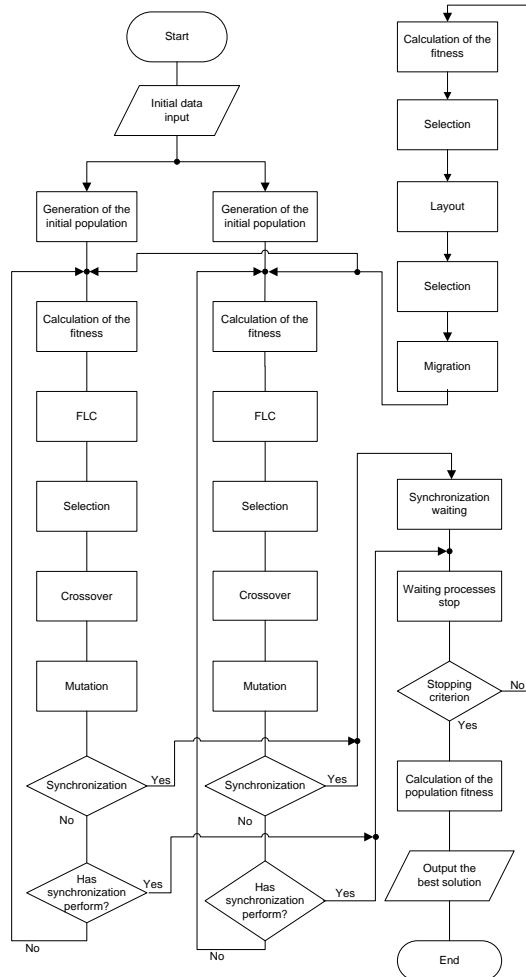 Start
Initial data
input
Generation of the
initial population
Calculation of the
fitness
FLC
Selection
Crossover
Mutation
Synchronization
Yes
No
Has
synchronization
perform?
Yes
No
Generation of the
initial population
Calculation of the
fitness
FLC
Selection
Crossover
Mutation
Synchronization
Yes
No
Has
synchronization
perform?
Yes
No
Calculation of the
fitness
Selection
Layout
Selection
Migration
Synchronization
waiting
Waiting processes
stop
Stopping
criterion
No
Yes
Calculation of the
population fitness
Output the
best solution
End